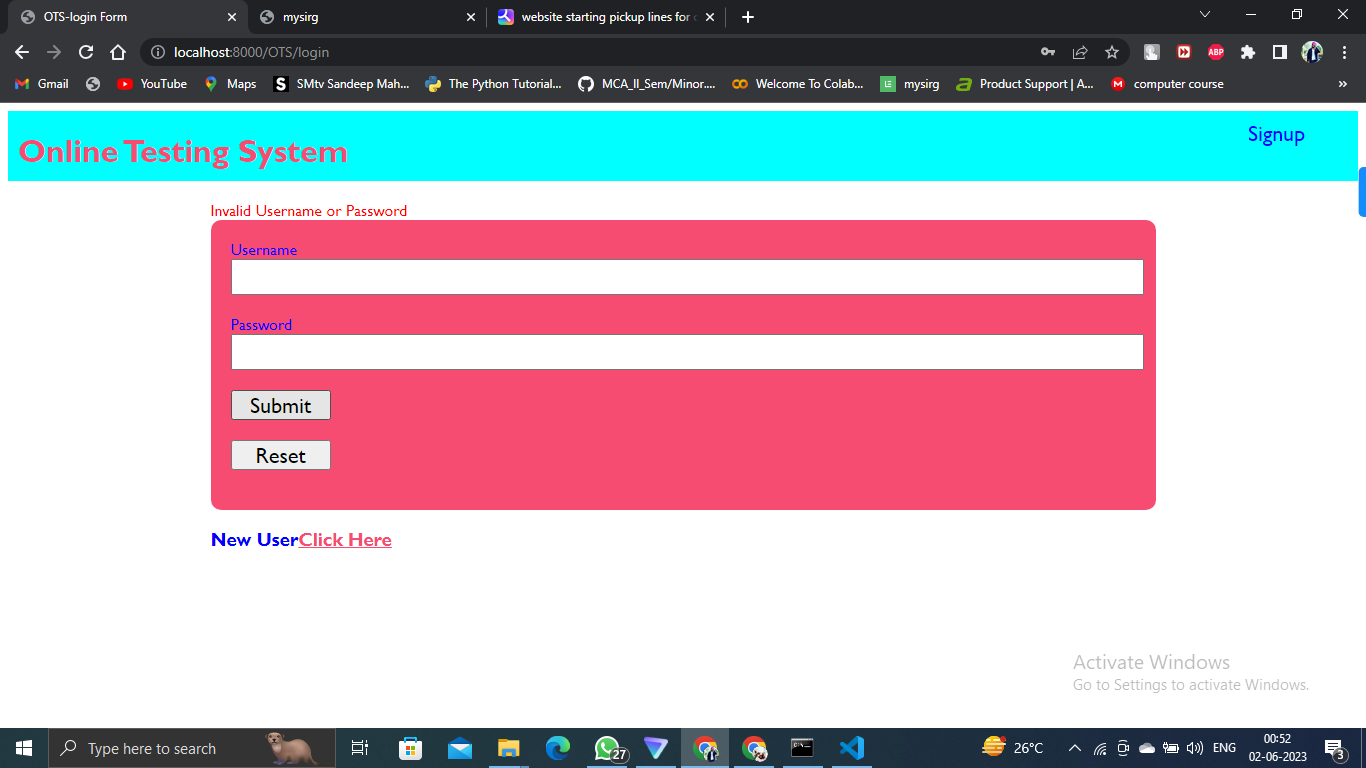 OTS-login Form
mysirg
website starting pickup lines for
localhost:8000/OTS/login
ABP
Gmail
YouTube
Maps
SMtv Sandeep Mah...
The Python Tutorial...
MCA_II_Sem/Minor....
Welcome To Colab...
mysirg
Product Support | A...
computer course
»
Online Testing System
Signup
Invalid Username or Password
Username
Password
Submit
Reset
New UserClick Here
Activate Windows
Go to Settings to activate Windows.
Type here to search
27
26°C
ENG
00:52
02-06-2023
3